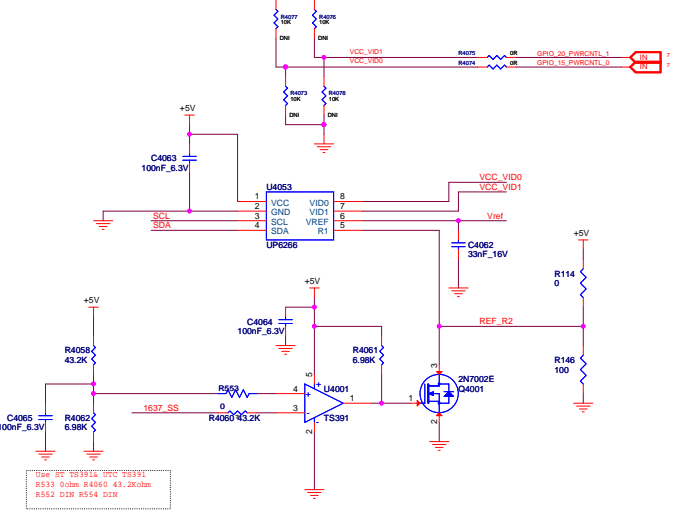 R4077
10K
DNI
R4076
10K
DNI
VCC_VID1
VCC_VID0
R4075
0R
GPIO_20_PWRCNTL_1
IN
7
R4074
0R
GPIO_15_PWRCNTL_0
IN
7
R4073
10K
DNI
R4078
10K
DNI
+5V
C4063
100nF_6.3V
U4053
1
VCC
VID0
8
VCC_VID0
2
GND
VID1
7
VCC_VID1
SCL
3
SCL
VREF
6
Vref
SDA
4
SDA
R1
5
UP6266
C4062
33nF_16V
+5V
R114
0
REF_R2
R146
100
+5V
C4064
100nF_6.3V
+5V
R4058
43.2K
R4061
6.98K
3
2N7002E
Q4001
1
2
5
U4001
4
+
+
3
-
-
1
TS391
2
R553
0
1637_SS
R4060
43.2K
C4065
100nF_6.3V
R4062
6.98K
Use ST TS391& UTC TS391
R533 0ohm R4060 43.2Kohm
R552 DIN R554 DIN